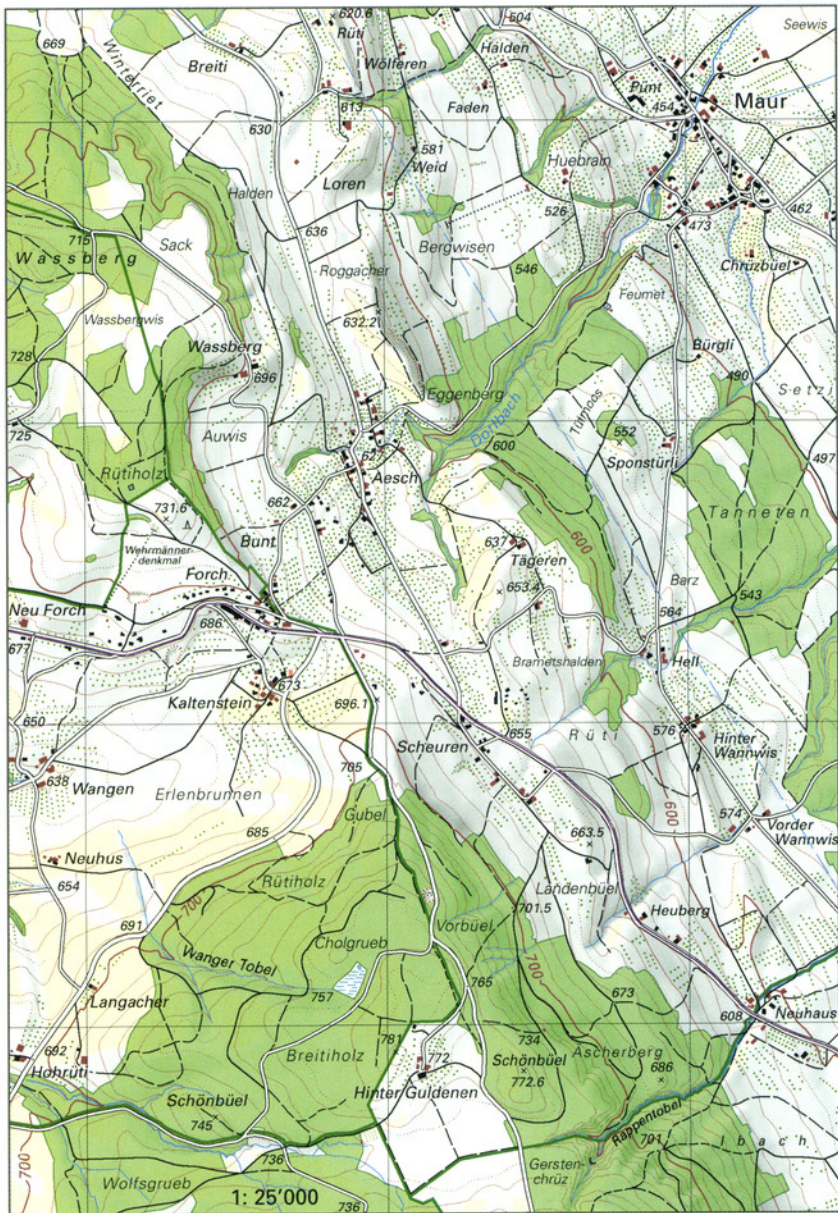 620.6
Rüti
504
Seewis
669
Winterriet
Breiti
Wölferen
Halden
Punt
Maur
613
Faden
454
630
581
Weid
Huebrain
Loren
Halden
526
462
473
636
Bergwisen
715
Sack
Wassberg
Roggacher
546
Chrüzbüel
Feumet
Wassbergwis
632.2
Wassberg
728
696
Bürgli
Eggenberg
490
Setz
Dorfbach
Türlimoos
725
Auwis
627
552
600
Sponstürli
497
Rütiholz
Aesch
662
731.6
Tanneten
Bunt
637
600
Wehrmänner
denkmal
Tägeren
Forch
Barz
653.4
543
Neu Forch
564
686
677
Brametshalden
Hell
673
Kaltenstein
696.1
650
Scheuren
655
Rüti
576
Hinter
Wannwis
705
638
Wangen
Erlenbrunnen
600
574
Gubel
Vorder
Wannwis
685
663.5
Neuhus
654
Rütiholz
Landenbüel
700
701.5
Heuberg
691
Cholgrueb
Vorbüel
Wanger Tobel
700
765
673
Langacher
757
608
Neuhaus
734
692
781
Breitiholz
772
Schönbüel
Ascherberg
Hohrüti
686
772.6
Schönbüel
Hinter Guldenen
745
Rappentobel
701
Ibach
700
736
Gersten-
chrüz
Wolfsgrueb
1: 25'000
736